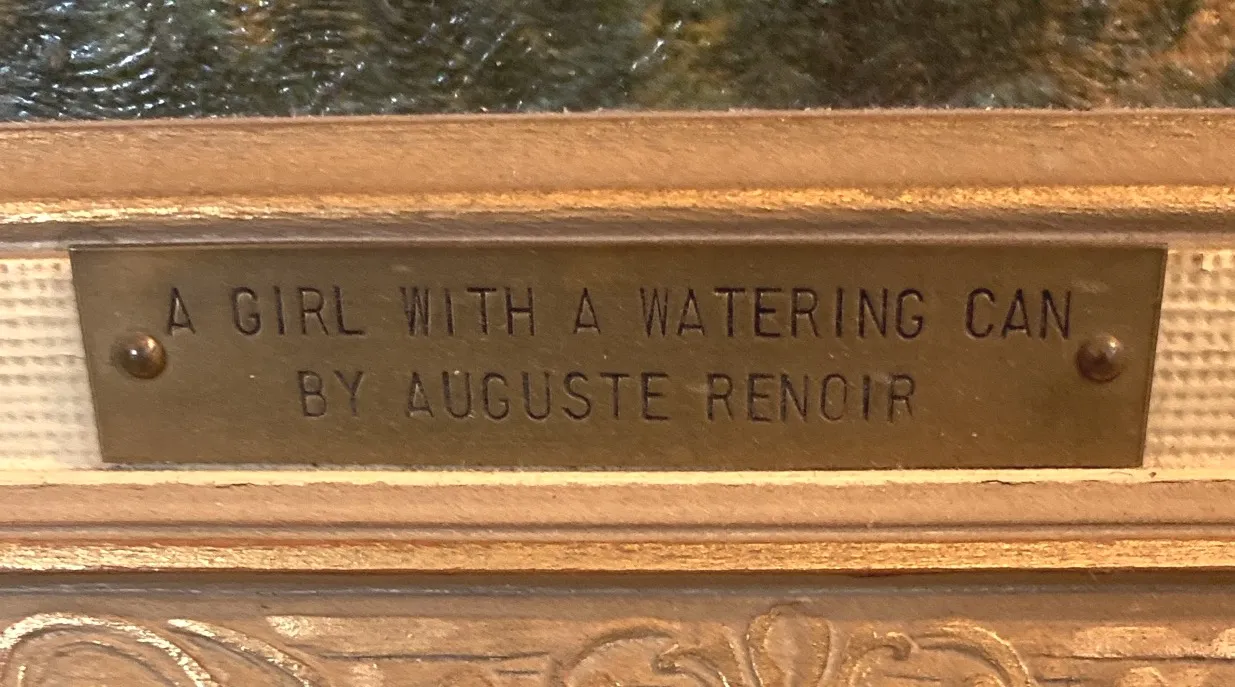 A GIRL WITH A WATERING CAN
BY AUGUSTE RENOIR